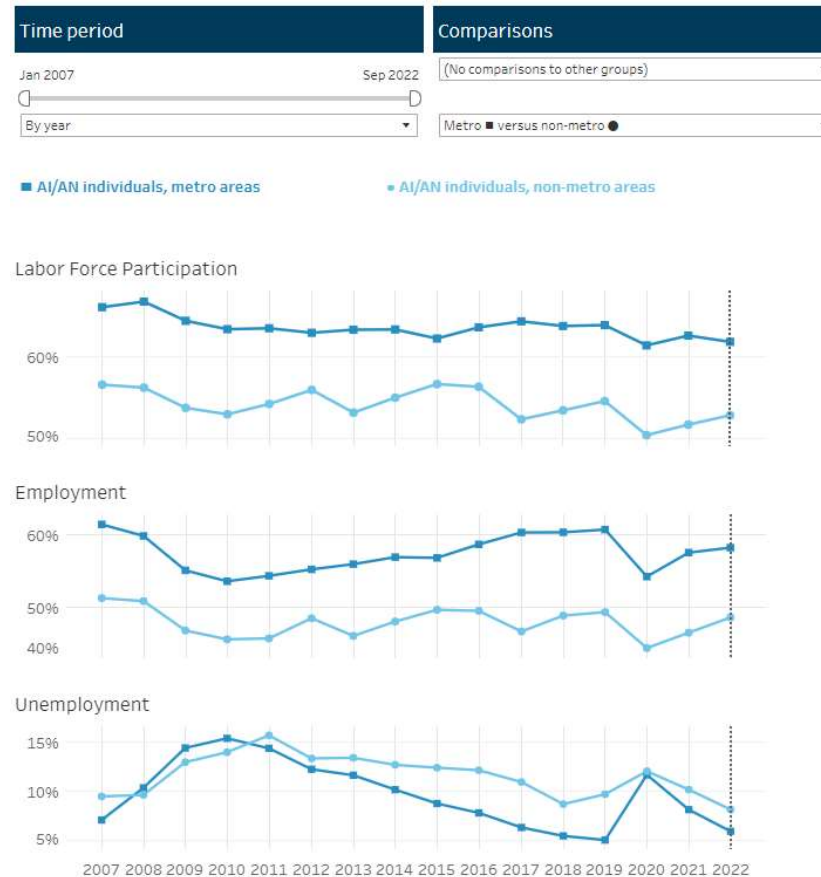 Time period
Comparisons
Jan 2007
Sep 2022
(No comparisons to other groups)
By year
Metro ■ versus non-metro ●
AI/AN individuals, metro areas
AI/AN individuals, non-metro areas
Labor Force Participation
60%
50%
Employment
60%
50%
40%
Unemployment
15%
10%
5%
2007 2008 2009 2010 2011 2012 2013 2014 2015 2016 2017 2018 2019 2020 2021 2022